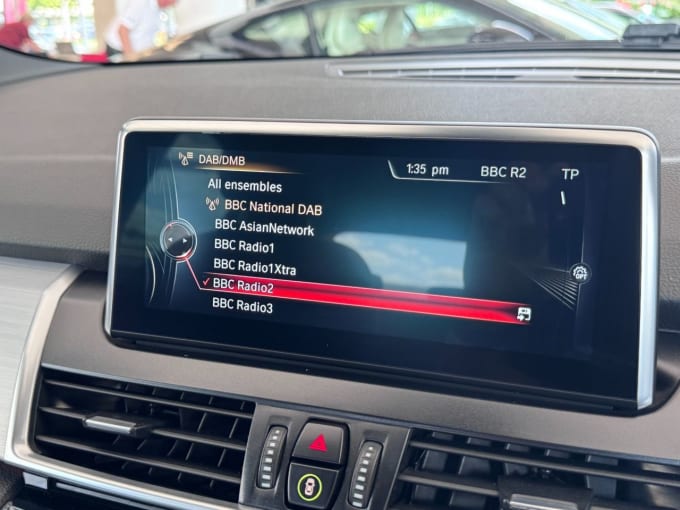 DAB/DMB
1:35 pm BBC R2 TP
All ensembles
BBC National DAB
BBC AsianNetwork
BBC Radio1
BBC Radio1Xtra
BBC Radio2
BBC Radio3
OPT